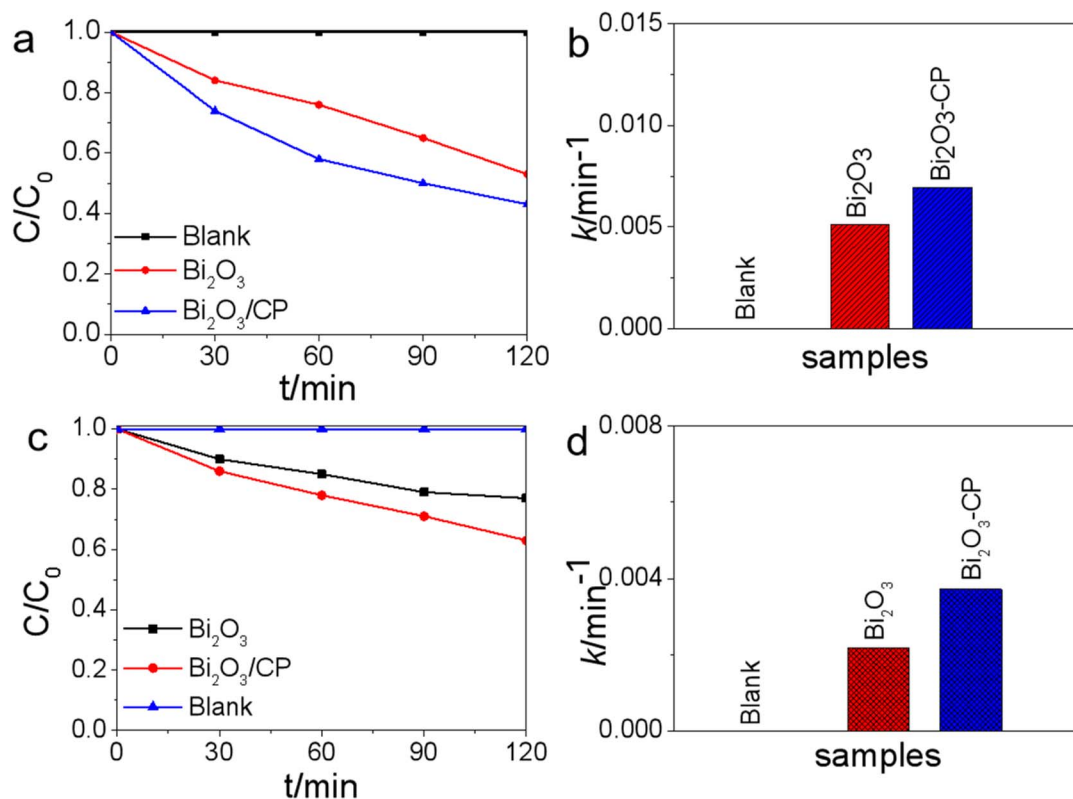 a
1.0
0.8
0.6
0.4
0.2
0.0
C/C₀
Blank
Bi₂O₃
Bi₂O₃/CP
0 30 60 90 120
t/min
b
0.015
0.010
0.005
0.000
k/min⁻¹
Blank
Bi₂O₃
Bi₂O₃-CP
samples
c
1.0
0.8
0.6
0.4
0.2
0.0
C/C₀
Bi₂O₃
Bi₂O₃/CP
Blank
0 30 60 90 120
t/min
d
0.008
0.004
0.000
k/min⁻¹
Blank
Bi₂O₃
Bi₂O₃-CP
samples